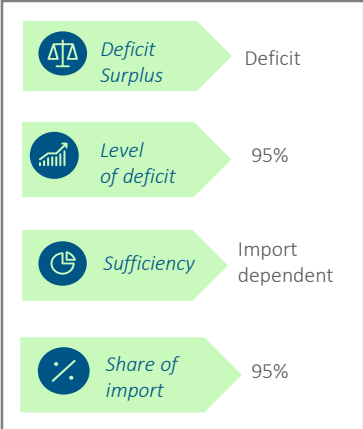 Deficit
Surplus
Deficit
Level
of deficit
95%
Sufficiency
Import
dependent
Share of
import
95%